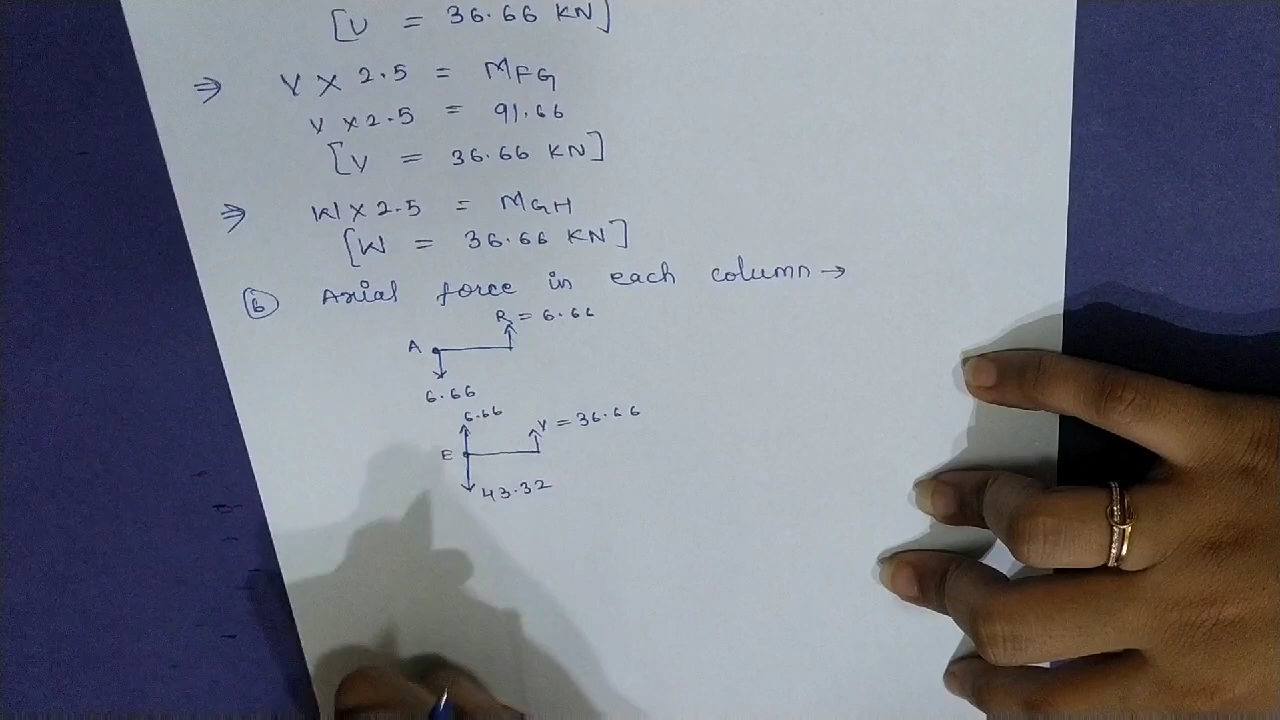 [U = 36.66 KN]
⇒ V X 2.5 = MFG
V X 2.5 = 91.66
[V = 36.66 KN]
⇒ W X 2.5 = MGH
[W = 36.66 KN]
⑥ Axial force in each column →
R = 6.66
A
6.66
6.66
V = 36.66
E
43.32